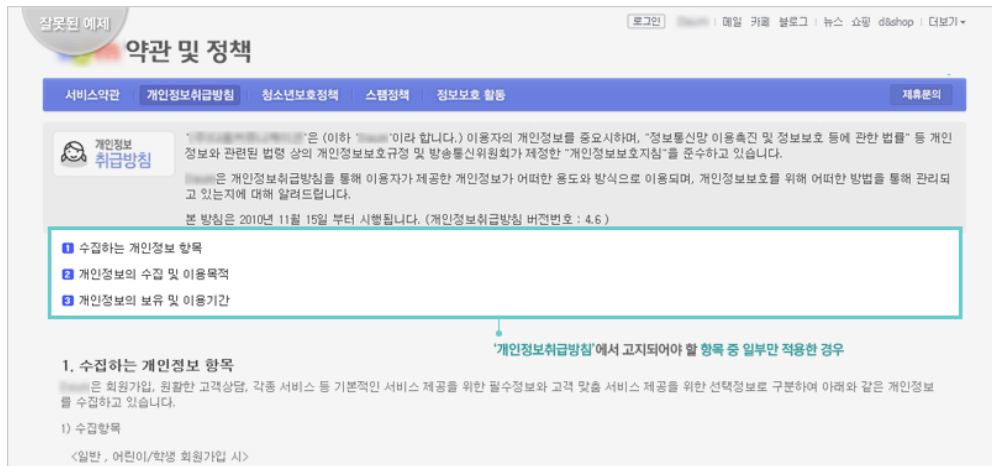 잘못된 예제
로그인 메일 카페 블로그 뉴스 쇼핑 d&shop 더보기
약관 및 정책
서비스약관 개인정보취급방침 청소년보호정책 스팸정책 정보보호 활동 제휴문의
개인정보
취급방침
'은 (이하 '이라 합니다.) 이용자의 개인정보를 중요시하며, "정보통신망 이용촉진 및 정보보호 등에 관한 법률" 등 개인
정보와 관련된 법령 상의 개인정보보호규정 및 방송통신위원회가 제정한 "개인정보보호지침"을 준수하고 있습니다.
은 개인정보취급방침을 통해 이용자가 제공한 개인정보가 어떠한 용도와 방식으로 이용되며, 개인정보보호를 위해 어떠한 방법을 통해 관리되
고 있는지에 대해 알려드립니다.
본 방침은 2010년 11월 15일 부터 시행됩니다. (개인정보취급방침 버전번호 : 4.6 )
1 수집하는 개인정보 항목
2 개인정보의 수집 및 이용목적
3 개인정보의 보유 및 이용기간
'개인정보취급방침'에서 고지되어야 할 항목 중 일부만 적용한 경우
1. 수집하는 개인정보 항목
은 회원가입, 원활한 고객상담, 각종 서비스 등 기본적인 서비스 제공을 위한 필수정보와 고객 맞춤 서비스 제공을 위한 선택정보로 구분하여 아래와 같은 개인정보
를 수집하고 있습니다.
1) 수집항목
<일반 , 어린이/학생 회원가입 시>